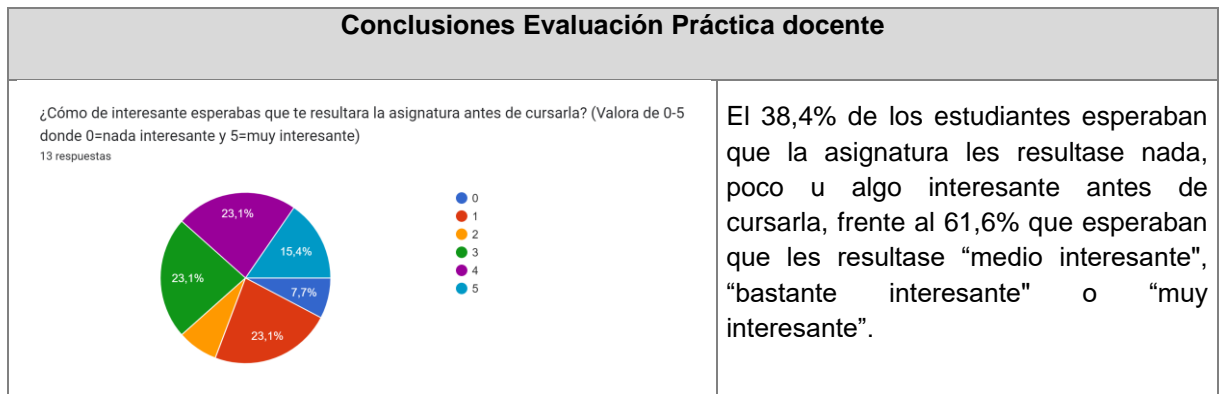 Conclusiones Evaluación Práctica docente
¿Cómo de interesante esperabas que te resultara la asignatura antes de cursarla? (Valora de 0-5
donde 0=nada interesante y 5=muy interesante)
13 respuestas
23,1%
15,4%
23,1%
7,7%
23,1%
0
1
2
3
4
5
El 38,4% de los estudiantes esperaban
que la asignatura les resultase nada,
poco u algo interesante antes de
cursarla, frente al 61,6% que esperaban
que les resultase “medio interesante",
“bastante interesante" o “muy
interesante”.